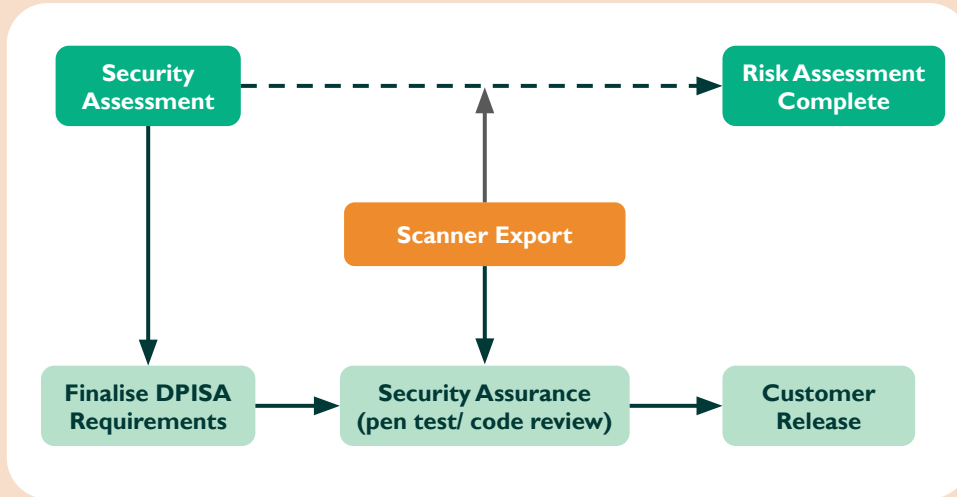 Security
Assessment
Risk Assessment
Complete
Scanner Export
Finalise DPISA
Requirements
Security Assurance
(pen test/ code review)
Customer
Release